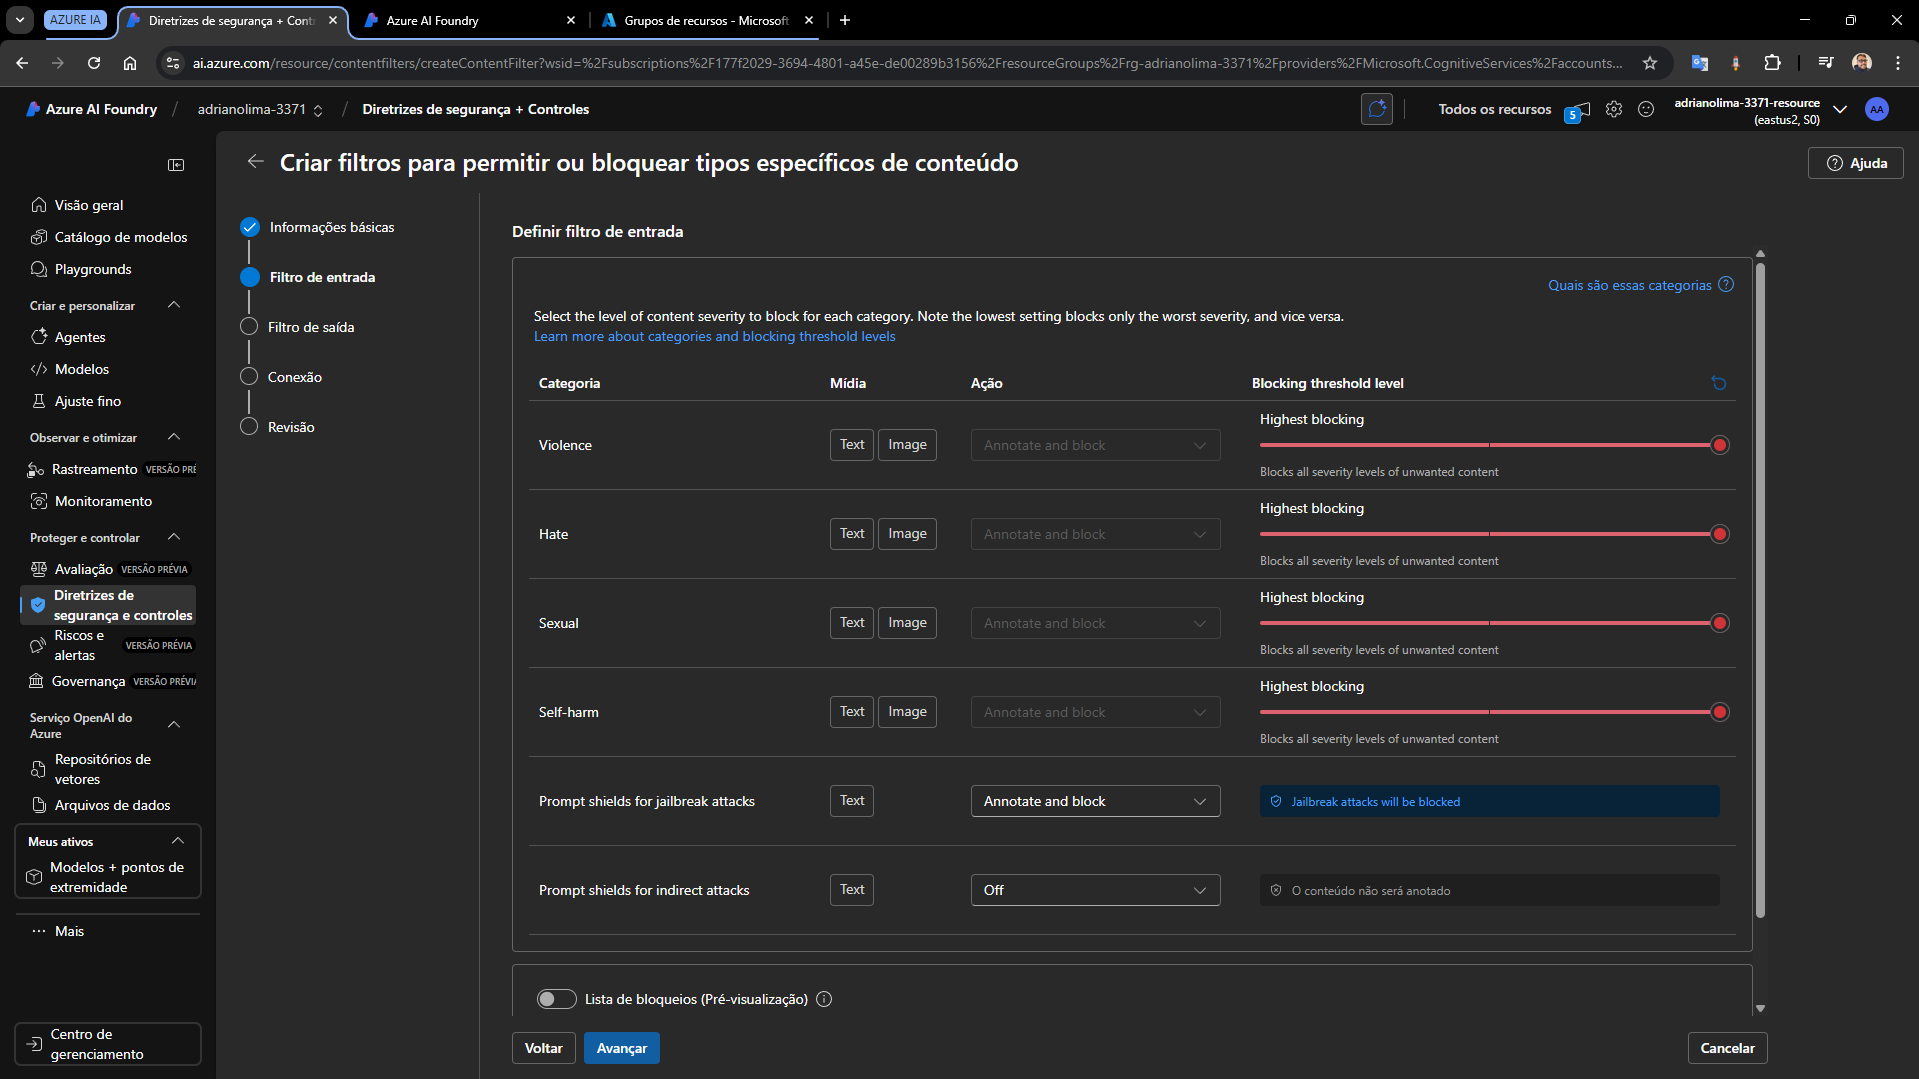 AZURE IA
Diretrizes de segurança + Contr
Azure AI Foundry
Grupos de recursos - Microsoft
ai.azure.com/resource/contentfilters/createContentFilter?wsid=%2Fsubscriptions%2F177f2029-3694-4801-a45e-de00289b3156%2FresourceGroups%2Frg-adrianolima-3371%2Fproviders%2FMicrosoft.CognitiveServices%2Faccounts...
Azure AI Foundry / adrianolima-3371 / Diretrizes de segurança + Controles
Todos os recursos
5
adrianolima-3371-resource
(eastus2, S0)
AA
Criar filtros para permitir ou bloquear tipos específicos de conteúdo
Ajuda
Visão geral
Catálogo de modelos
Playgrounds
Criar e personalizar
Agentes
Modelos
Ajuste fino
Observar e otimizar
Rastreamento VERSÃO PRÉ
Monitoramento
Proteger e controlar
Avaliação VERSÃO PRÉVIA
Diretrizes de
segurança e controles
Riscos e
alertas
VERSÃO PRÉVIA
Governança VERSÃO PRÉVI
Serviço OpenAI do
Azure
Repositórios de
vetores
Arquivos de dados
Meus ativos
Modelos + pontos de
extremidade
Mais
Centro de
gerenciamento
Informações básicas
Filtro de entrada
Filtro de saída
Conexão
Revisão
Definir filtro de entrada
Quais são essas categorias
Select the level of content severity to block for each category. Note the lowest setting blocks only the worst severity, and vice versa.
Learn more about categories and blocking threshold levels
Categoria Mídia Ação Blocking threshold level
Highest blocking
Violence Text Image Annotate and block
Blocks all severity levels of unwanted content
Highest blocking
Hate Text Image Annotate and block
Blocks all severity levels of unwanted content
Highest blocking
Sexual Text Image Annotate and block
Blocks all severity levels of unwanted content
Highest blocking
Self-harm Text Image Annotate and block
Blocks all severity levels of unwanted content
Prompt shields for jailbreak attacks Text Annotate and block Jailbreak attacks will be blocked
Prompt shields for indirect attacks Text Off O conteúdo não será anotado
Lista de bloqueios (Pré-visualização)
Voltar Avançar Cancelar